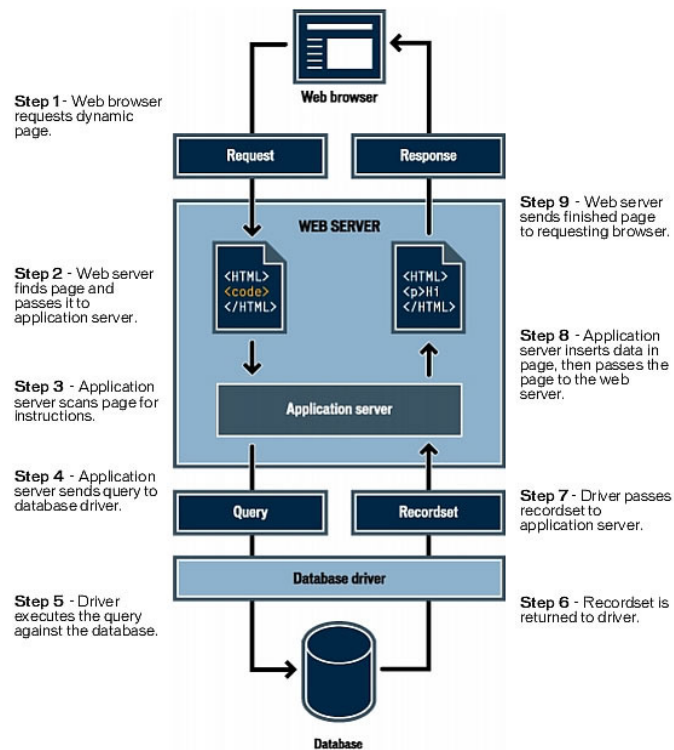 Web browser
Step 1 - Web browser
requests dynamic
page.
Request
Response
Step 9 - Web server
sends finished page
to requesting browser.
WEB SERVER
Step 2 - Web server
finds page and
passes it to
application server.
<HTML>
<code>
</HTML>
<HTML>
<p>Hi
</HTML>
Step 8 - Application
server inserts data in
page, then passes the
page to the web
server.
Step 3 - Application
server scans page for
instructions.
Application server
Step 4 - Application
server sends query to
database driver.
Query
Recordset
Step 7 - Driver passes
recordset to
application server.
Database driver
Step 5 - Driver
executes the query
against the database.
Step 6 - Recordset is
returned to driver.
Database